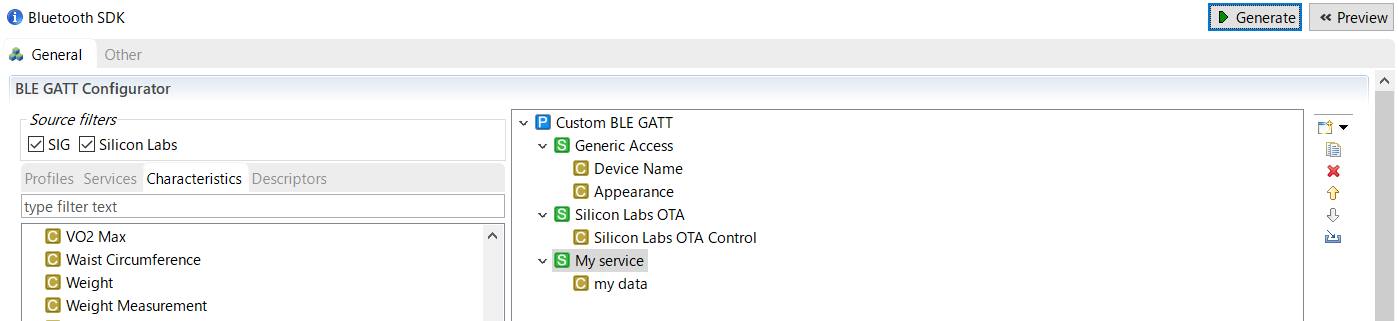 Bluetooth SDK
Generate
Preview
General
Other
BLE GATT Configurator
Source filters
SIG
Silicon Labs
Profiles Services Characteristics Descriptors
type filter text
VO2 Max
Waist Circumference
Weight
Weight Measurement
Custom BLE GATT
Generic Access
Device Name
Appearance
Silicon Labs OTA
Silicon Labs OTA Control
My service
my data